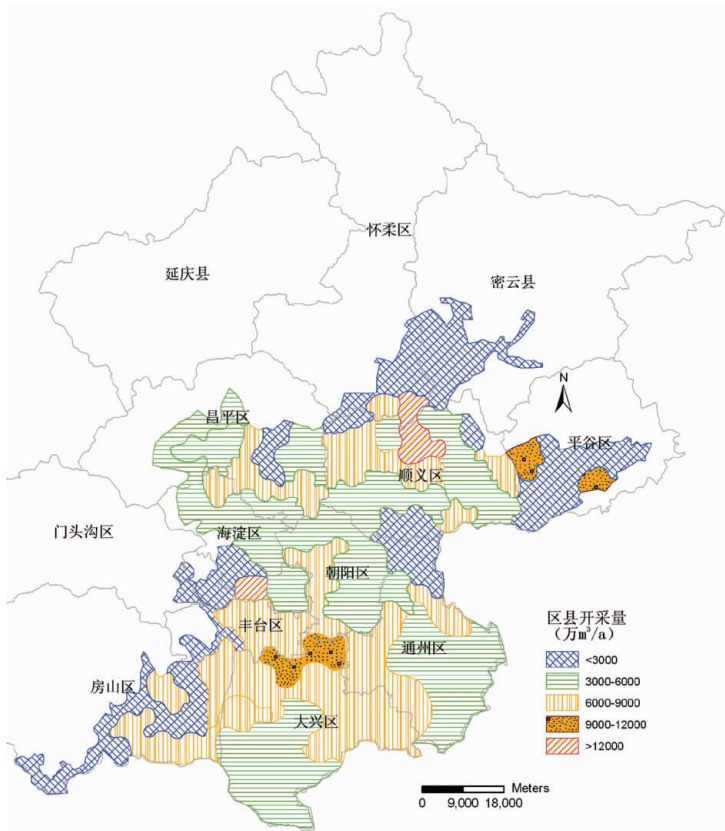 怀柔区
延庆县
密云县
N
昌平区
平谷区
顺义区
门头沟区
海淀区
朝阳区
丰台区
通州区
房山区
大兴区
区县开采量
(万m³/a)
<3000
3000-6000
6000-9000
9000-12000
>12000
Meters
0 9,000 18,000